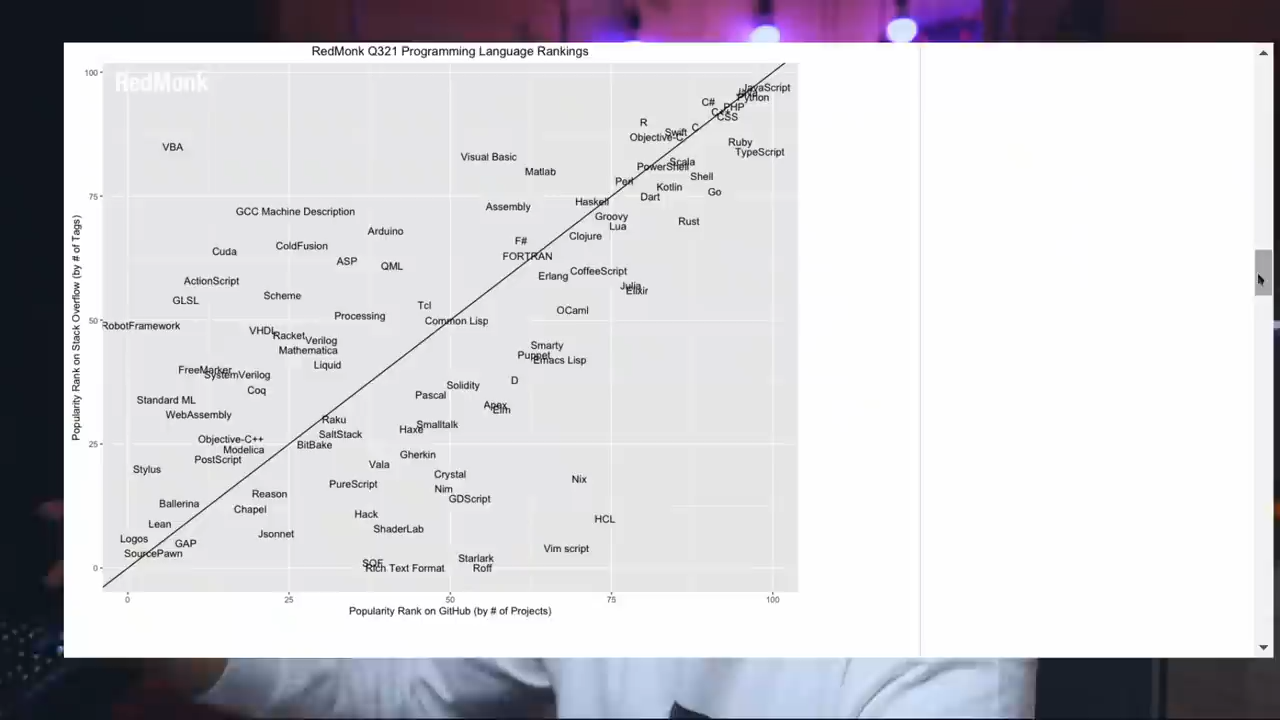 RedMonk Q321 Programming Language Rankings
RedMonk
100
JavaScript
Java
Python
C#
PHP
C++
CSS
R
C
Swift
Objective-C
Ruby
VBA
TypeScript
Visual Basic
Scala
PowerShell
Matlab
Shell
Perl
Kotlin
Go
75
Dart
Haskell
Assembly
GCC Machine Description
Groovy
Rust
Lua
Arduino
Clojure
F#
ColdFusion
Cuda
FORTRAN
ASP
QML
CoffeeScript
Erlang
ActionScript
Julia
Elixir
Scheme
GLSL
Tcl
OCaml
Processing
50
Common Lisp
RobotFramework
VHDL
Racket
Verilog
Smarty
Mathematica
Puppet
Emacs Lisp
Liquid
FreeMarker
SystemVerilog
D
Solidity
Coq
Pascal
Standard ML
Apex
Elm
WebAssembly
Raku
Smalltalk
Haxe
SaltStack
Objective-C++
25
BitBake
Modelica
Gherkin
PostScript
Vala
Stylus
Crystal
Nix
PureScript
Nim
Reason
GDScript
Ballerina
Chapel
Hack
HCL
Lean
ShaderLab
Jsonnet
Logos
GAP
Vim script
SourcePawn
Starlark
SQF
0
Rich Text Format
Roff
0 25 50 75 100
Popularity Rank on GitHub (by # of Projects)
Popularity Rank on Stack Overflow (by # of Tags)